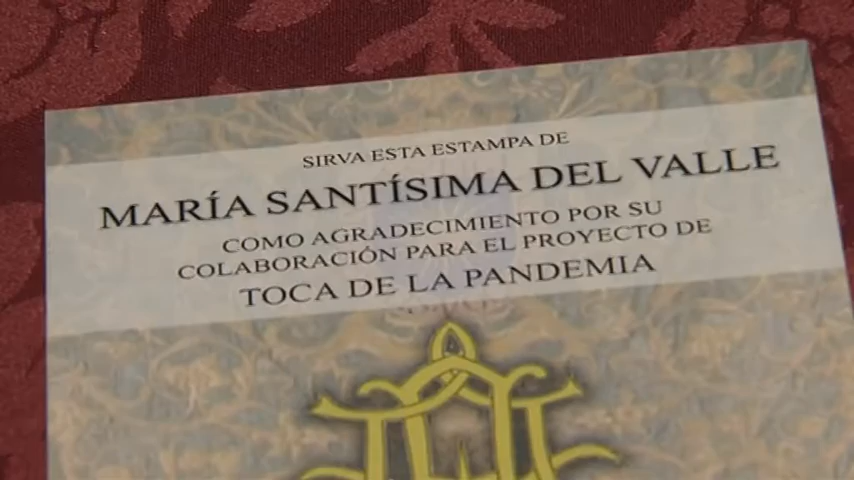 SIRVA ESTA ESTAMPA DE
MARÍA SANTÍSIMA DEL VALLE
COMO AGRADECIMIENTO POR SU
COLABORACIÓN PARA EL PROYECTO DE
TOCA DE LA PANDEMIA